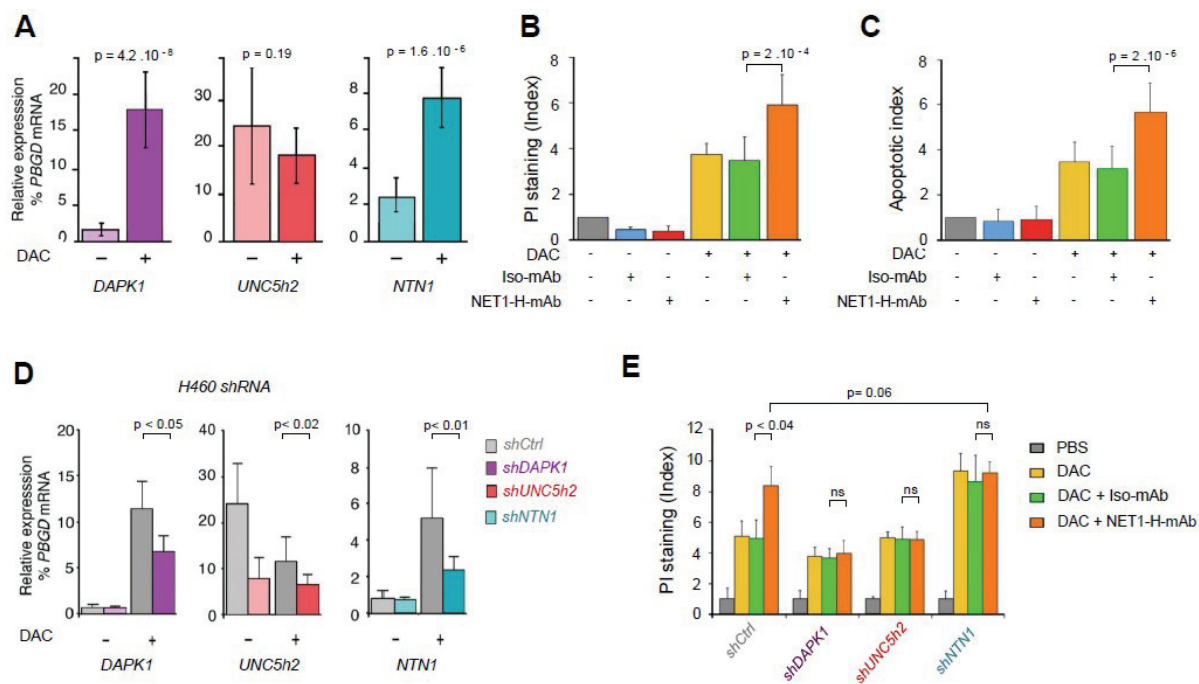 A
p = 4.2 . 10 -8
p = 0.19
p = 1.6 . 10 -6
Relative expresssion
% PBGD mRNA
20
15
10
5
0
30
20
10
0
8
6
4
2
0
DAC
– +
– +
– +
DAPK1
UNC5h2
NTN1
B
p = 2 .10 -4
PI staining (Index)
8
6
4
2
0
DAC - - - + + +
Iso-mAb - + - - + -
NET1-H-mAb - - + - - +
C
p = 2 .10 -6
Apoptotic index
8
6
4
2
0
DAC - - - + + +
Iso-mAb - + - - + -
NET1-H-mAb - - + - - +
D
H460 shRNA
p < 0.05
p < 0.02
p < 0.01
Relative expresssion
% PBGD mRNA
20
15
10
5
0
40
30
20
10
0
10
8
6
4
2
0
DAC
– +
– +
– +
DAPK1
UNC5h2
NTN1
shCtrl
shDAPK1
shUNC5h2
shNTN1
E
p= 0.06
p < 0.04
ns
ns
ns
PI staining (Index)
12
10
8
6
4
2
0
shCtrl
shDAPK1
shUNC5h2
shNTN1
PBS
DAC
DAC + Iso-mAb
DAC + NET1-H-mAb